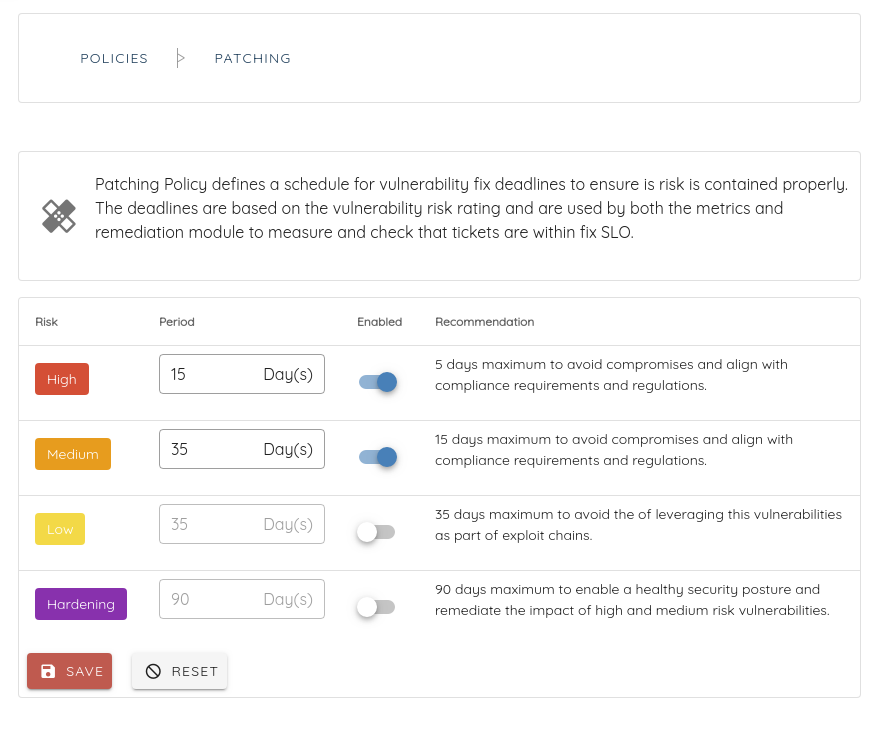 POLICIES PATCHING
Patching Policy defines a schedule for vulnerability fix deadlines to ensure is risk is contained properly.
The deadlines are based on the vulnerability risk rating and are used by both the metrics and
remediation module to measure and check that tickets are within fix SLO.
Risk Period Enabled Recommendation
High 15 Day(s) 5 days maximum to avoid compromises and align with
compliance requirements and regulations.
Medium 35 Day(s) 15 days maximum to avoid compromises and align with
compliance requirements and regulations.
Low 35 Day(s) 35 days maximum to avoid the of leveraging this vulnerabilities
as part of exploit chains.
Hardening 90 Day(s) 90 days maximum to enable a healthy security posture and
remediate the impact of high and medium risk vulnerabilities.
SAVE RESET